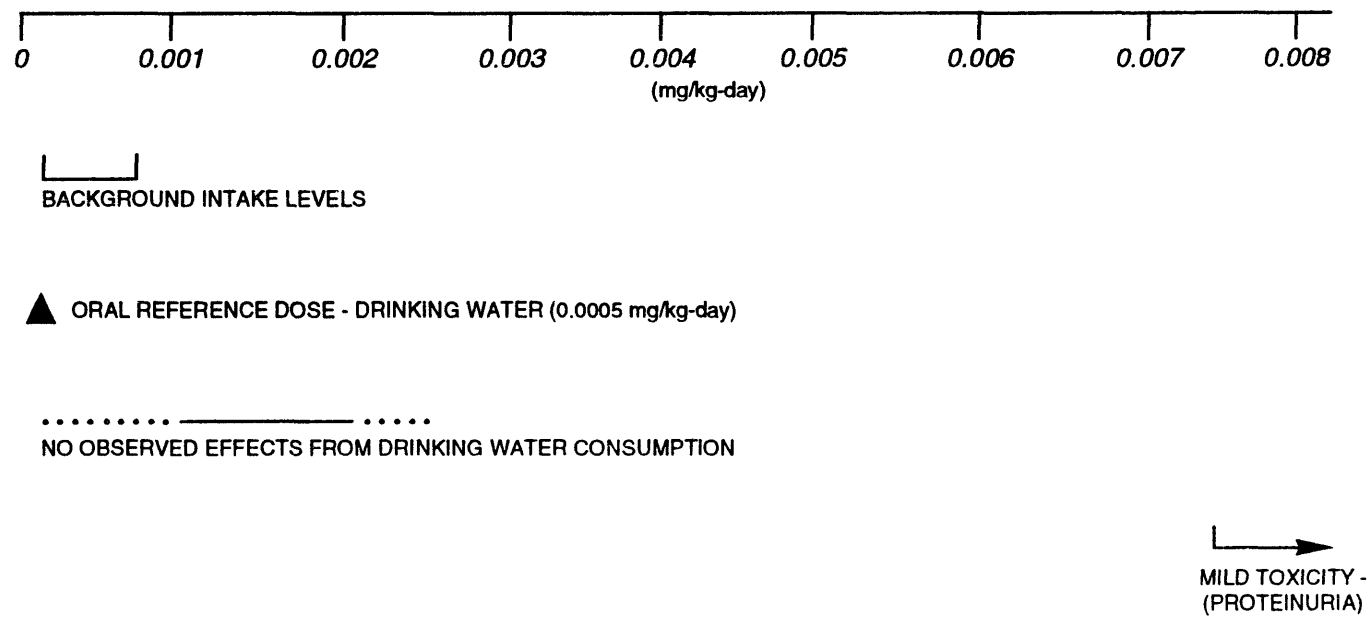 0 0.001 0.002 0.003 0.004 0.005 0.006 0.007 0.008
(mg/kg-day)
BACKGROUND INTAKE LEVELS
ORAL REFERENCE DOSE - DRINKING WATER (0.0005 mg/kg-day)
NO OBSERVED EFFECTS FROM DRINKING WATER CONSUMPTION
MILD TOXICITY -
(PROTEINURIA)